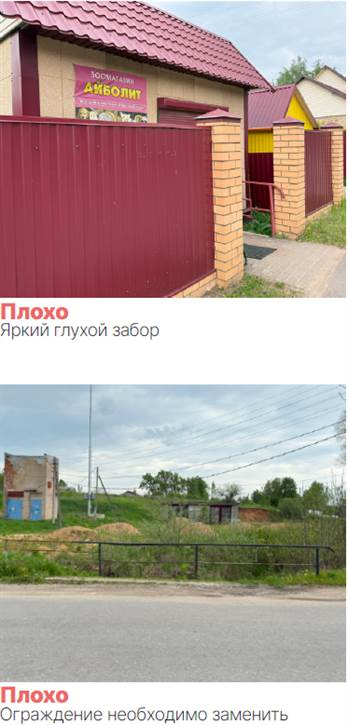 ЗООМАГАЗИН
АЙБОЛИТ
Плохо
Яркий глухой забор
Плохо
Ограждение необходимо заменить